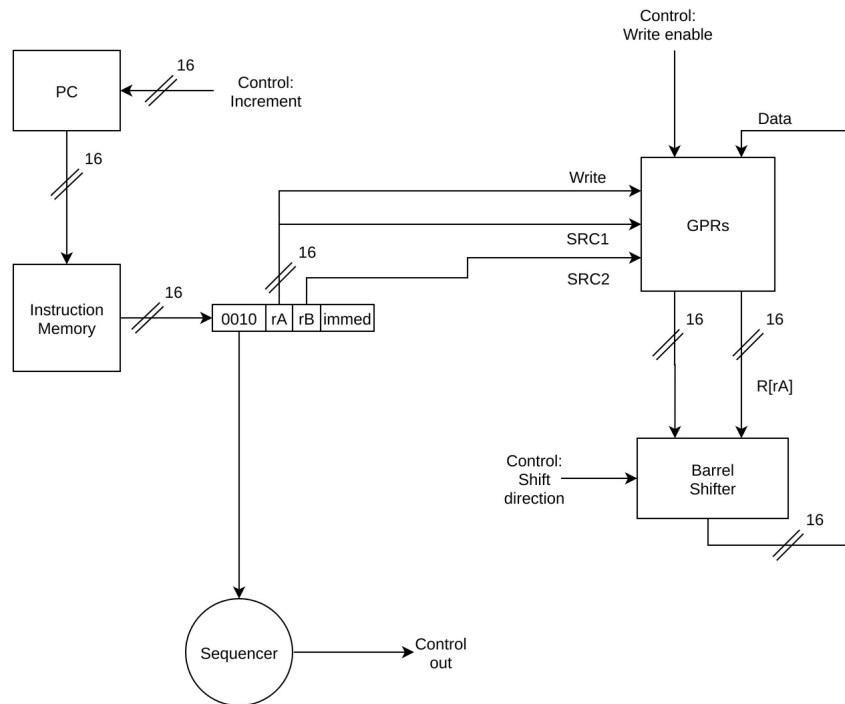 Control:
Write enable
16
PC
Control:
Increment
Data
16
Write
GPRs
SRC1
16
SRC2
Instruction
Memory
16
0010 rA rB immed
16
16
R[rA]
Control:
Shift
direction
Barrel
Shifter
16
Sequencer
Control
out